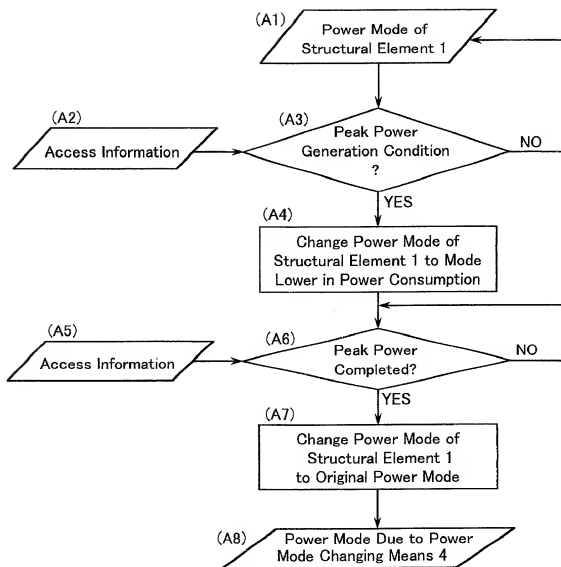 (A1)
Power Mode of
Structural Element 1
(A2)
Access Information
(A3)
Peak Power
Generation Condition
?
NO
YES
(A4)
Change Power Mode of
Structural Element 1 to Mode
Lower in Power Consumption
(A5)
Access Information
(A6)
Peak Power
Completed?
NO
YES
(A7)
Change Power Mode of
Structural Element 1
to Original Power Mode
(A8)
Power Mode Due to Power
Mode Changing Means 4